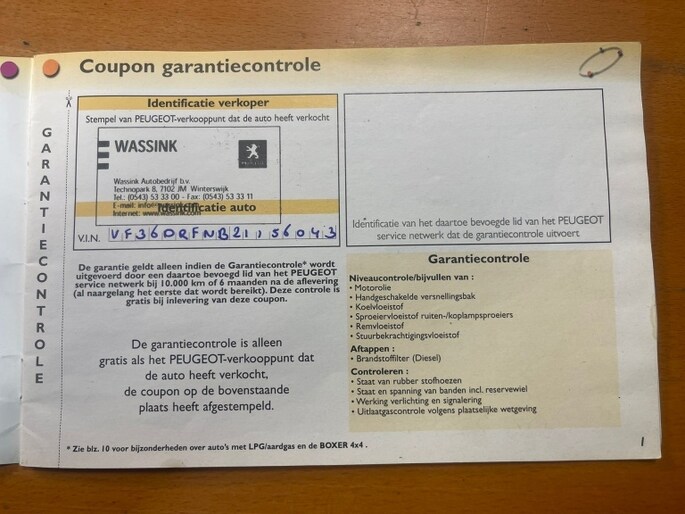 Coupon garantiecontrole
GARANTIECONTROLE
Identificatie verkoper
Stempel van PEUGEOT-verkooppunt dat de auto heeft verkocht
WASSINK
Wassink Autobedrijf b.v.
Technopark 8, 7102 JM Winterswijk
Tel.: (0543) 53 33 00 - Fax: (0543) 53 33 11
E-mail:
Internet: www.wassink.com
Identificatie auto
V.I.N. VF36DRFNB21156043
De garantie geldt alleen indien de Garantiecontrole* wordt
uitgevoerd door een daartoe bevoegd lid van het PEUGEOT
service netwerk bij 10.000 km of 6 maanden na de aflevering
(al naargelang het eerste dat wordt bereikt). Deze controle is
gratis bij inlevering van deze coupon.
De garantiecontrole is alleen
gratis als het PEUGEOT-verkooppunt dat
de auto heeft verkocht,
de coupon op de bovenstaande
plaats heeft afgestempeld.
* Zie blz. 10 voor bijzonderheden over auto's met LPG/aardgas en de BOXER 4x4 .
Identificatie van het daartoe bevoegde lid van het PEUGEOT
service netwerk dat de garantiecontrole uitvoert
Garantiecontrole
Niveaucontrole/bijvullen van :
• Motorolie
• Handgeschakelde versnellingsbak
• Koelvloeistof
• Sproeiervloeistof ruiten-/koplampsproeiers
• Remvloeistof
• Stuurbekrachtigingsvloeistof
Aftappen :
• Brandstoffilter (Diesel)
Controleren :
• Staat van rubber stofhoezen
• Staat en spanning van banden incl. reservewiel
• Werking verlichting en signalering
• Uitlaatgascontrole volgens plaatselijke wetgeving
1